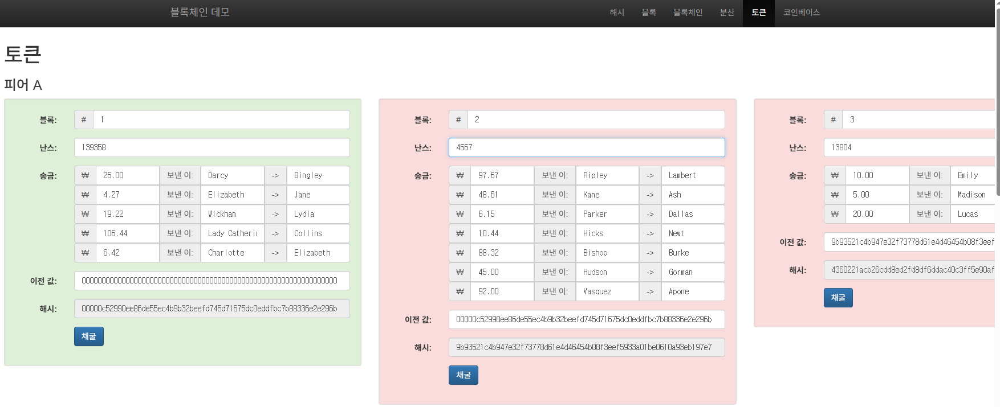 블록체인 데모 해시 블록 블록체인 분산 토큰 코인베이스
토큰
피어 A
블록: # 1
난스: 139358
송금: ₩ 25.00 보낸 이: Darcy -> Bingley
₩ 4.27 보낸 이: Elizabeth -> Jane
₩ 19.22 보낸 이: Wickham -> Lydia
₩ 106.44 보낸 이: Lady Catherin -> Collins
₩ 6.42 보낸 이: Charlotte -> Elizabeth
이전 값: 0000000000000000000000000000000000000000000000000000000000000000
해시: 00000c52990ee86de55ec4b9b32beefd745d71675dc0eddfbc7b88336e2e296b
채굴
블록: # 2
난스: 4567
송금: ₩ 97.67 보낸 이: Ripley -> Lambert
₩ 48.61 보낸 이: Kane -> Ash
₩ 6.15 보낸 이: Parker -> Dallas
₩ 10.44 보낸 이: Hicks -> Newt
₩ 88.32 보낸 이: Bishop -> Burke
₩ 45.00 보낸 이: Hudson -> Gorman
₩ 92.00 보낸 이: Vasquez -> Apone
이전 값: 00000c52990ee86de55ec4b9b32beefd745d71675dc0eddfbc7b88336e2e296b
해시: 9b93521c4b947e32f73778d61e4d46454b08f3eef5933a01be0610a93eb197e7
채굴
블록: # 3
난스: 13804
송금: ₩ 10.00 보낸 이: Emily
₩ 5.00 보낸 이: Madison
₩ 20.00 보낸 이: Lucas
이전 값: 9b93521c4b947e32f73778d61e4d46454b08f3eef
해시: 4360221acb26cdd8ed2fd8df6ddac40c3ff5e90af
채굴